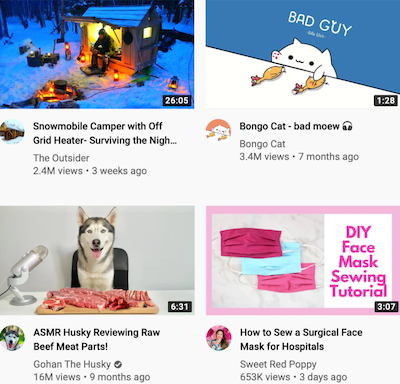 26:05
Snowmobile Camper with Off
Grid Heater- Surviving the Nigh…
The Outsider
2.4M views • 3 weeks ago
BAD GUY
-Billie Eilish-
1:28
Bongo Cat - bad moew 🎧
Bongo Cat
3.4M views • 7 months ago
6:31
ASMR Husky Reviewing Raw
Beef Meat Parts!
Gohan The Husky
16M views • 9 months ago
DIY
Face
Mask
Sewing
Tutorial
3:07
How to Sew a Surgical Face
Mask for Hospitals
Sweet Red Poppy
653K views • 3 days ago